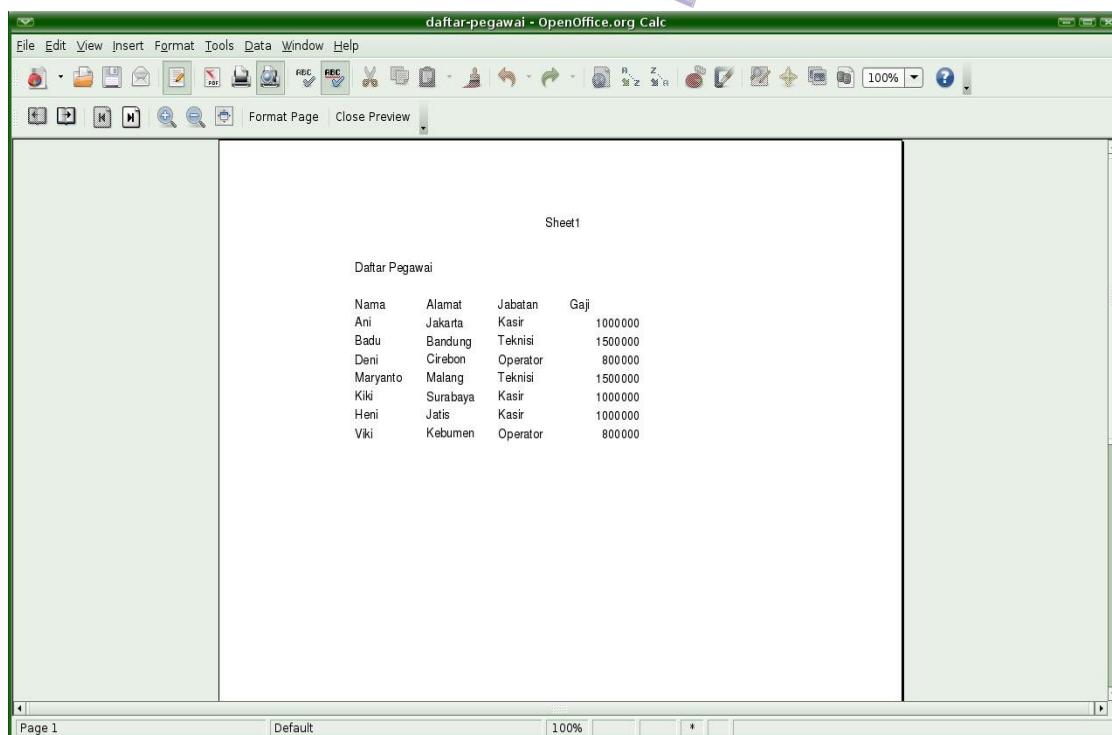 daftar-pegawai - OpenOffice.org Calc
File Edit View Insert Format Tools Data Window Help
PDF ABC ABC A Z Z A 100%
Format Page Close Preview
Sheet1
Daftar Pegawai
Nama Alamat Jabatan Gaji
Ani Jakarta Kasir 1000000
Badu Bandung Teknisi 1500000
Deni Cirebon Operator 800000
Maryanto Malang Teknisi 1500000
Kiki Surabaya Kasir 1000000
Heni Jatis Kasir 1000000
Viki Kebumen Operator 800000
Page 1 Default 100% *